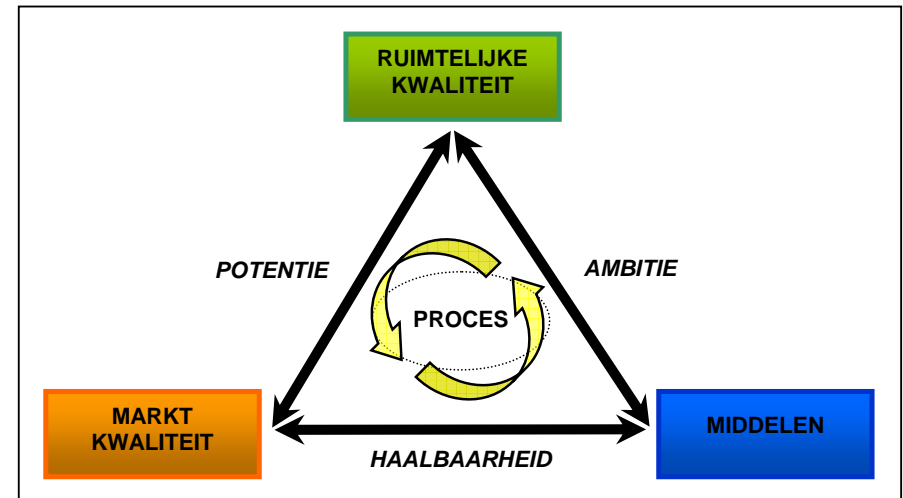 RUIMTELIJKE
KWALITEIT
POTENTIE
AMBITIE
PROCES
MARKT
KWALITEIT
MIDDELEN
HAALBAARHEID